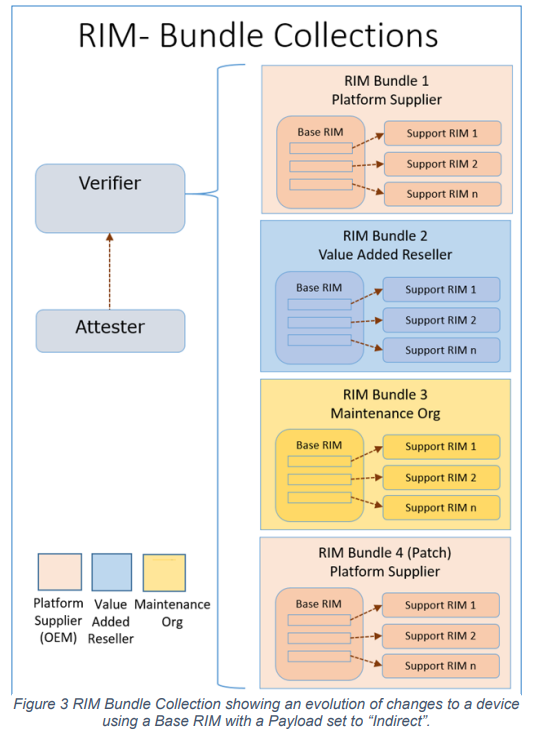 RIM- Bundle Collections
Verifier
Attester
RIM Bundle 1
Platform Supplier
Base RIM
Support RIM 1
Support RIM 2
Support RIM n
RIM Bundle 2
Value Added Reseller
Base RIM
Support RIM 1
Support RIM 2
Support RIM n
RIM Bundle 3
Maintenance Org
Base RIM
Support RIM 1
Support RIM 2
Support RIM n
RIM Bundle 4 (Patch)
Platform Supplier
Base RIM
Support RIM 1
Support RIM 2
Support RIM n
Platform
Supplier
(OEM)
Value
Added
Reseller
Maintenance
Org
Figure 3 RIM Bundle Collection showing an evolution of changes to a device
using a Base RIM with a Payload set to “Indirect”.